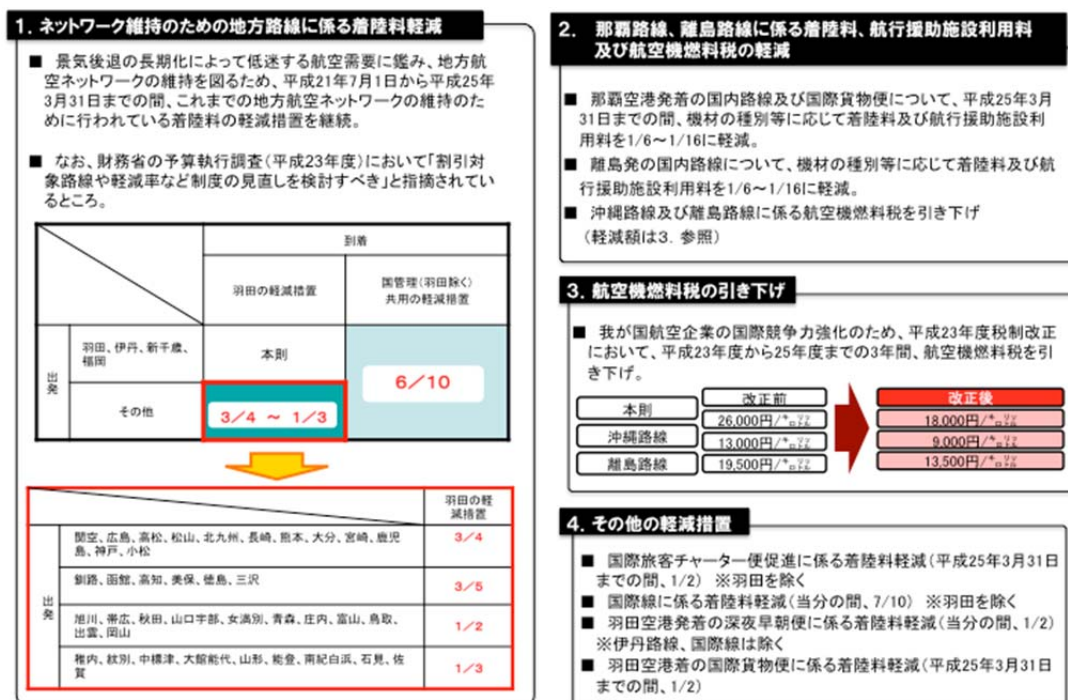 1．ネットワーク維持のための地方路線に係る着陸料軽減
■ 景気後退の長期化によって低迷する航空需要に鑑み、地方航
空ネットワークの維持を図るため、平成21年7月1日から平成25年
3月31日までの間、これまでの地方航空ネットワークの維持のた
めに行われている着陸料の軽減措置を継続。
■ なお、財務省の予算執行調査（平成23年度）において「割引対
象路線や軽減率など制度の見直しを検討すべき」と指摘されてい
るところ。
到着
羽田の軽減措置
国管理（羽田除く）
共用の軽減措置
出発
羽田、伊丹、新千歳、
福岡
本則
6／10
その他
3／4 ～ 1／3
羽田の軽
減措置
出発
関空、広島、高松、松山、北九州、長崎、熊本、大分、宮崎、鹿児
島、神戸、小松
3／4
釧路、函館、高知、美保、徳島、三沢
3／5
旭川、帯広、秋田、山口宇部、女満別、青森、庄内、富山、鳥取、
出雲、岡山
1／2
稚内、紋別、中標津、大館能代、山形、能登、南紀白浜、石見、佐
賀
1／3
2． 那覇路線、離島路線に係る着陸料、航行援助施設利用料
及び航空機燃料税の軽減
■ 那覇空港発着の国内路線及び国際貨物便について、平成25年3月
31日までの間、機材の種別等に応じて着陸料及び航行援助施設利
用料を1/6～1/16に軽減。
■ 離島発の国内路線について、機材の種別等に応じて着陸料及び航
行援助施設利用料を1/6～1/16に軽減。
■ 沖縄路線及び離島路線に係る航空機燃料税を引き下げ
（軽減額は3．参照）
3．航空機燃料税の引き下げ
■ 我が国航空企業の国際競争力強化のため、平成23年度税制改正
において、平成23年度から25年度までの3年間、航空機燃料税を引
き下げ。
改正前
改正後
本則
26,000円/キロリットル
18,000円/キロリットル
沖縄路線
13,000円/キロリットル
9,000円/キロリットル
離島路線
19,500円/キロリットル
13,500円/キロリットル
4．その他の軽減措置
■ 国際旅客チャーター便促進に係る着陸料軽減（平成25年3月31日
までの間、1/2） ※羽田を除く
■ 国際線に係る着陸料軽減（当分の間、7/10） ※羽田を除く
■ 羽田空港発着の深夜早朝便に係る着陸料軽減（当分の間、1/2）
※伊丹路線、国際線は除く
■ 羽田空港着の国際貨物便に係る着陸料軽減（平成25年3月31日
までの間、1/2）